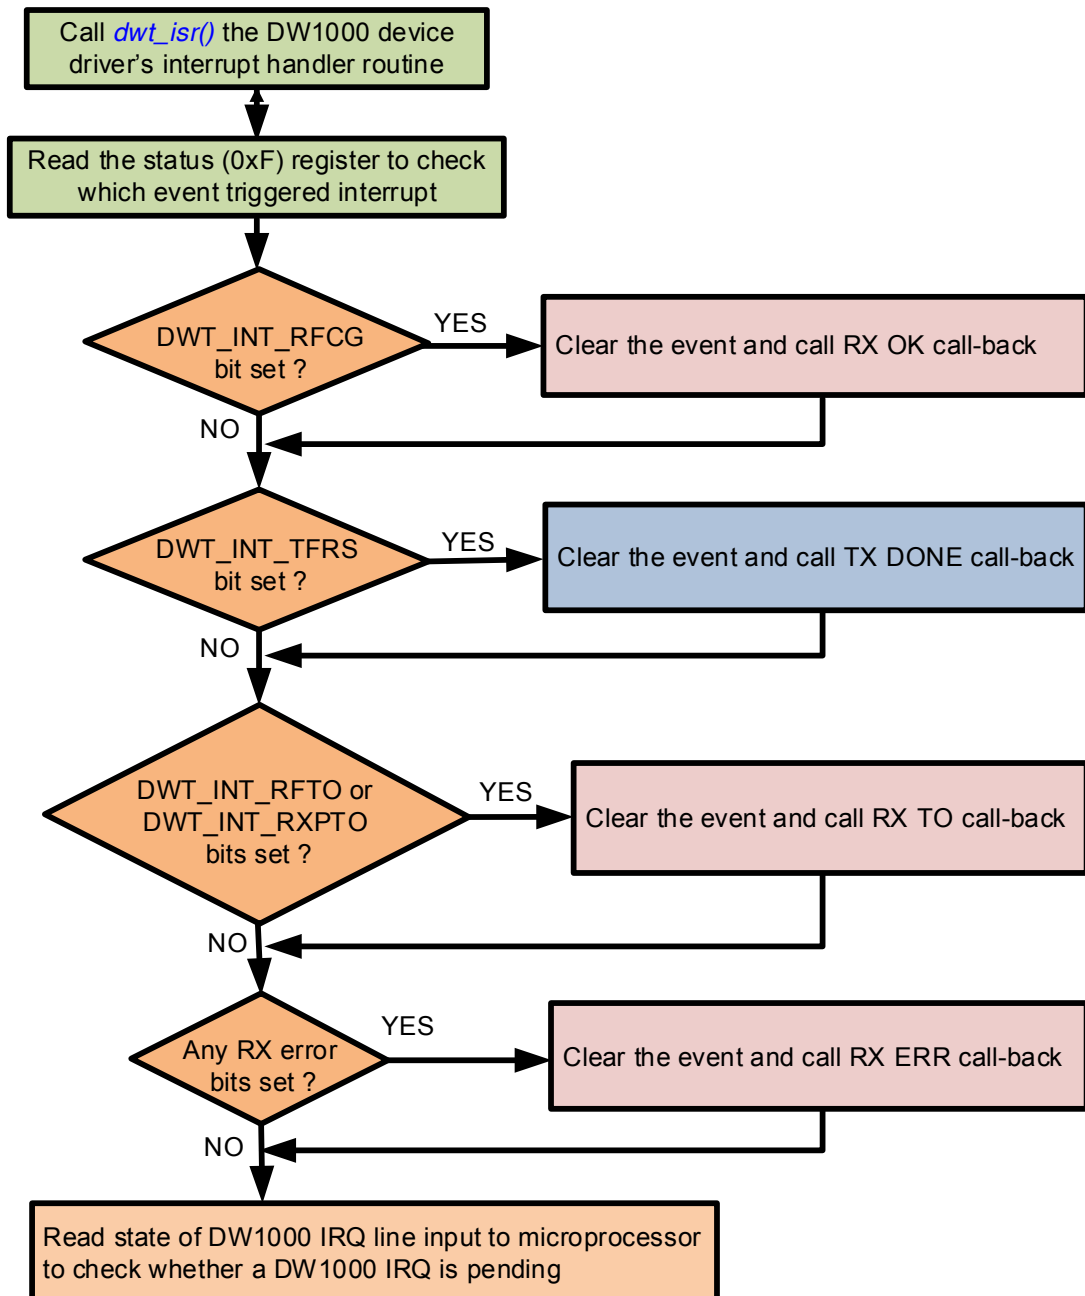 Call dwt_isr() the DW1000 device
driver's interrupt handler routine
Read the status (0xF) register to check
which event triggered interrupt
DWT_INT_RFCG
bit set ?
YES
Clear the event and call RX OK call-back
NO
DWT_INT_TFRS
bit set ?
YES
Clear the event and call TX DONE call-back
NO
DWT_INT_RFTO or
DWT_INT_RXPTO
bits set ?
YES
Clear the event and call RX TO call-back
NO
Any RX error
bits set ?
YES
Clear the event and call RX ERR call-back
NO
Read state of DW1000 IRQ line input to microprocessor
to check whether a DW1000 IRQ is pending